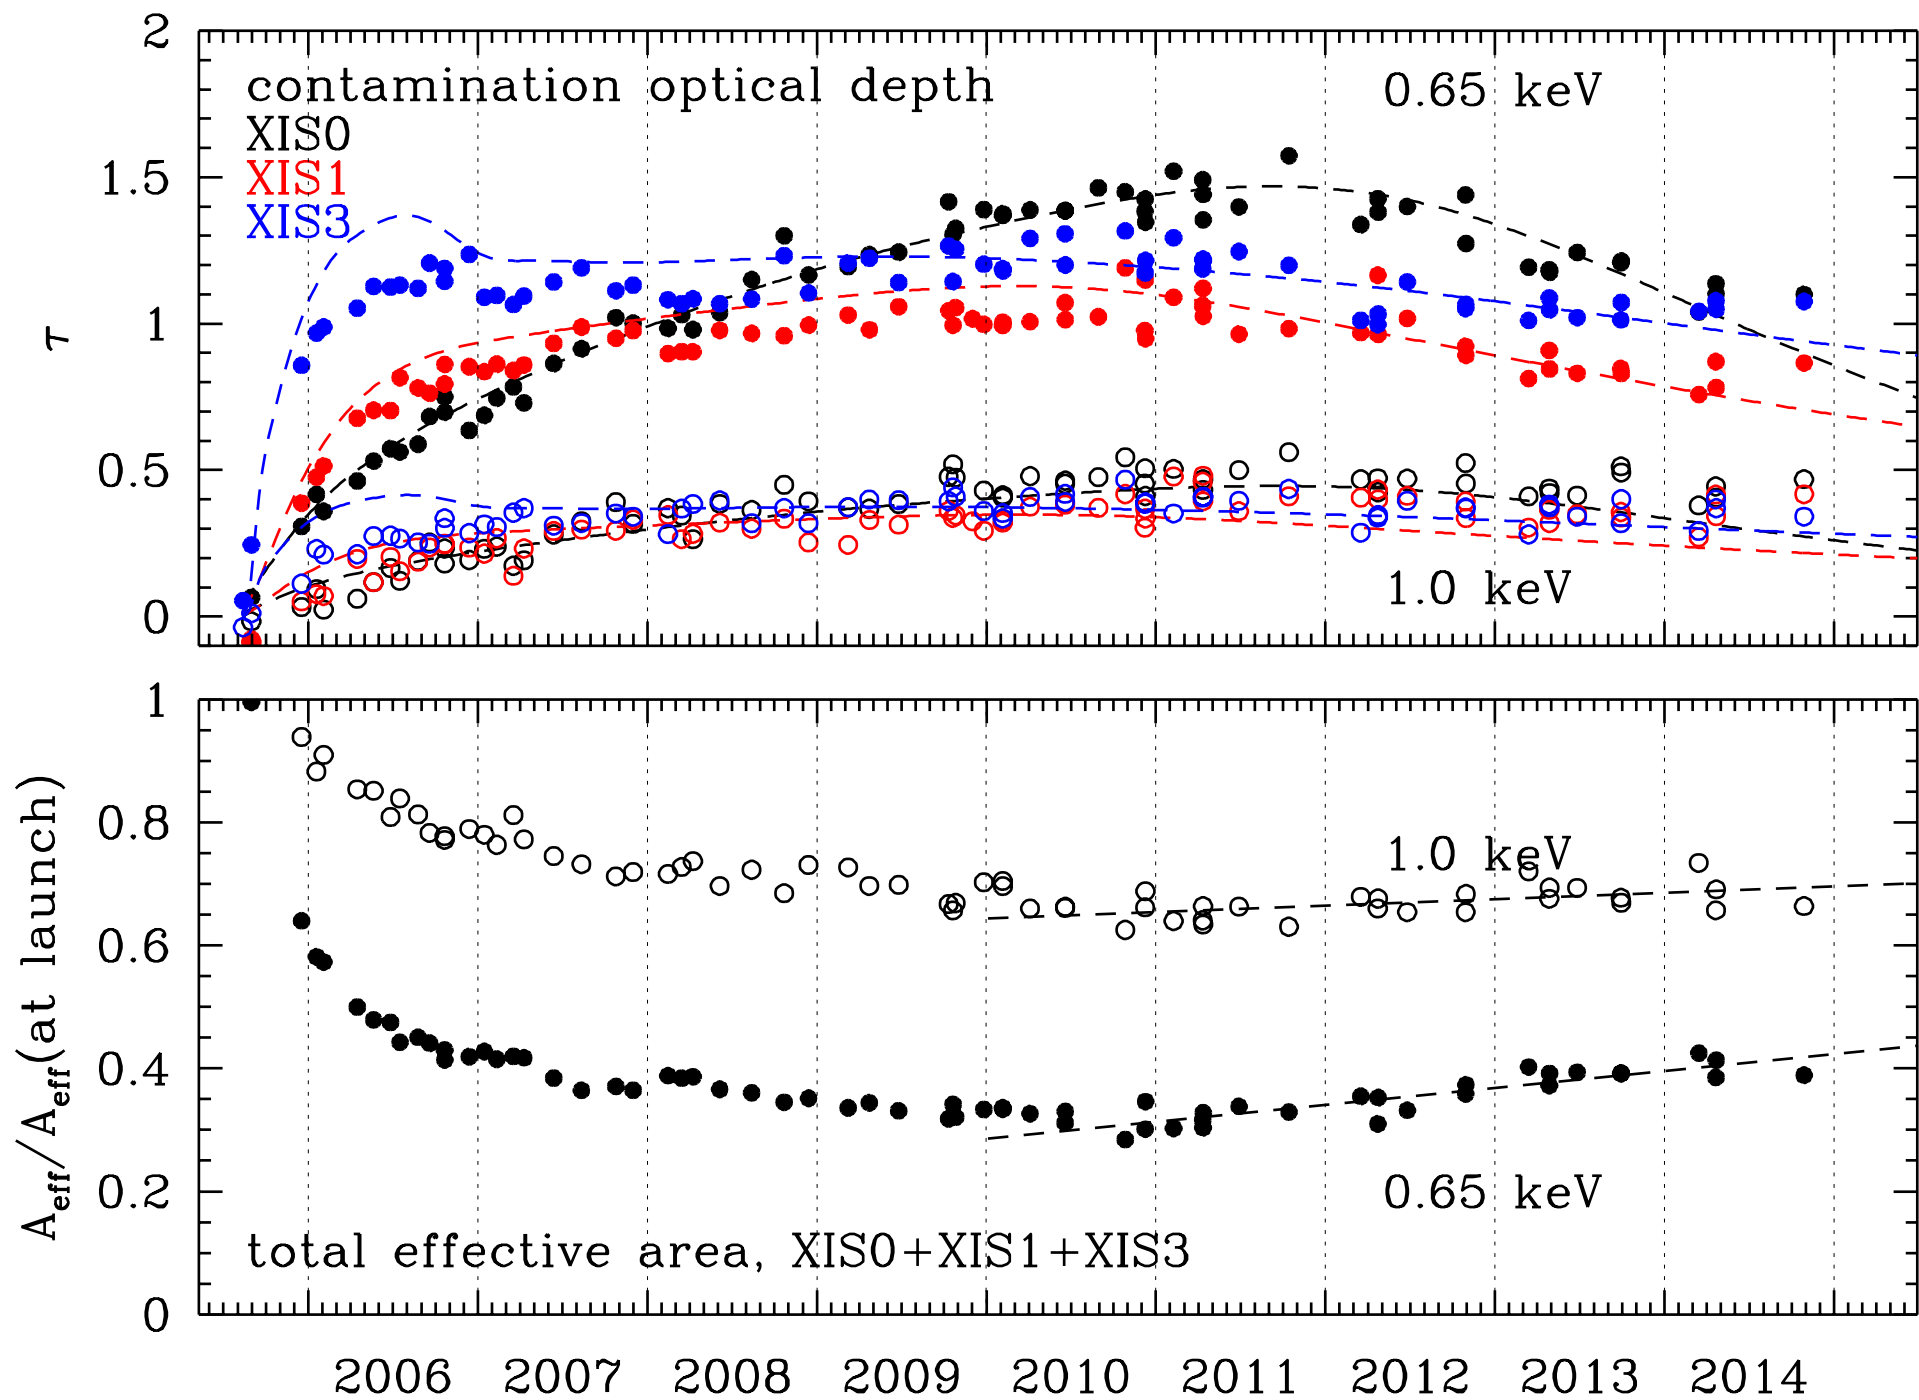 2
contamination optical depth
0.65 keV
XIS0
1.5
XIS1
XIS3
τ
1
0.5
1.0 keV
0
1
0.8
1.0 keV
A_eff/A_eff(at launch)
0.6
0.4
0.2
0.65 keV
total effective area, XIS0+XIS1+XIS3
0
2006 2007 2008 2009 2010 2011 2012 2013 2014